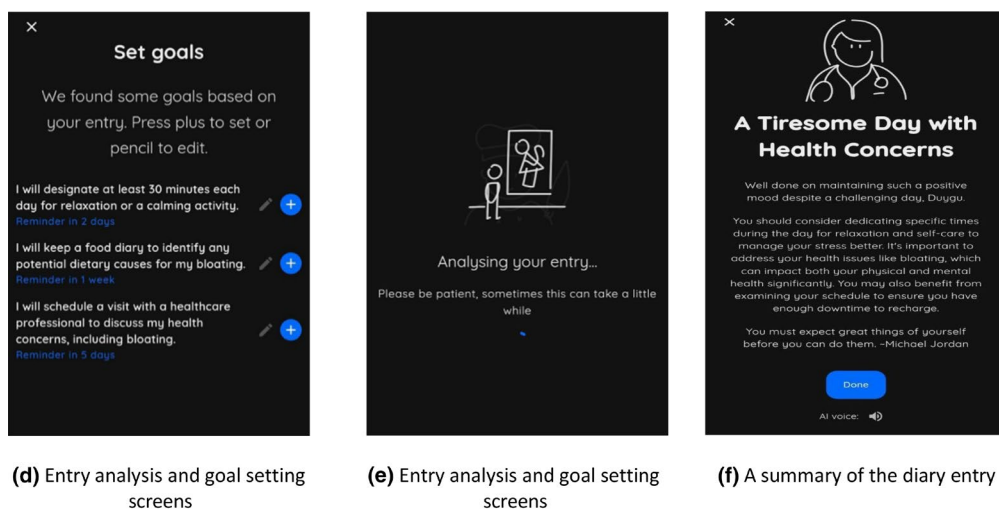 ×
Set goals
We found some goals based on
your entry. Press plus to set or
pencil to edit.
I will designate at least 30 minutes each
day for relaxation or a calming activity.
Reminder in 2 days
I will keep a food diary to identify any
potential dietary causes for my bloating.
Reminder in 1 week
I will schedule a visit with a healthcare
professional to discuss my health
concerns, including bloating.
Reminder in 5 days
(d) Entry analysis and goal setting
screens
Analysing your entry...
Please be patient, sometimes this can take a little
while
(e) Entry analysis and goal setting
screens
×
A Tiresome Day with
Health Concerns
Well done on maintaining such a positive
mood despite a challenging day, Duygu.
You should consider dedicating specific times
during the day for relaxation and self-care to
manage your stress better. It's important to
address your health issues like bloating, which
can impact both your physical and mental
health significantly. You may also benefit from
examining your schedule to ensure you have
enough downtime to recharge.
You must expect great things of yourself
before you can do them. –Michael Jordan
Done
AI voice:
(f) A summary of the diary entry